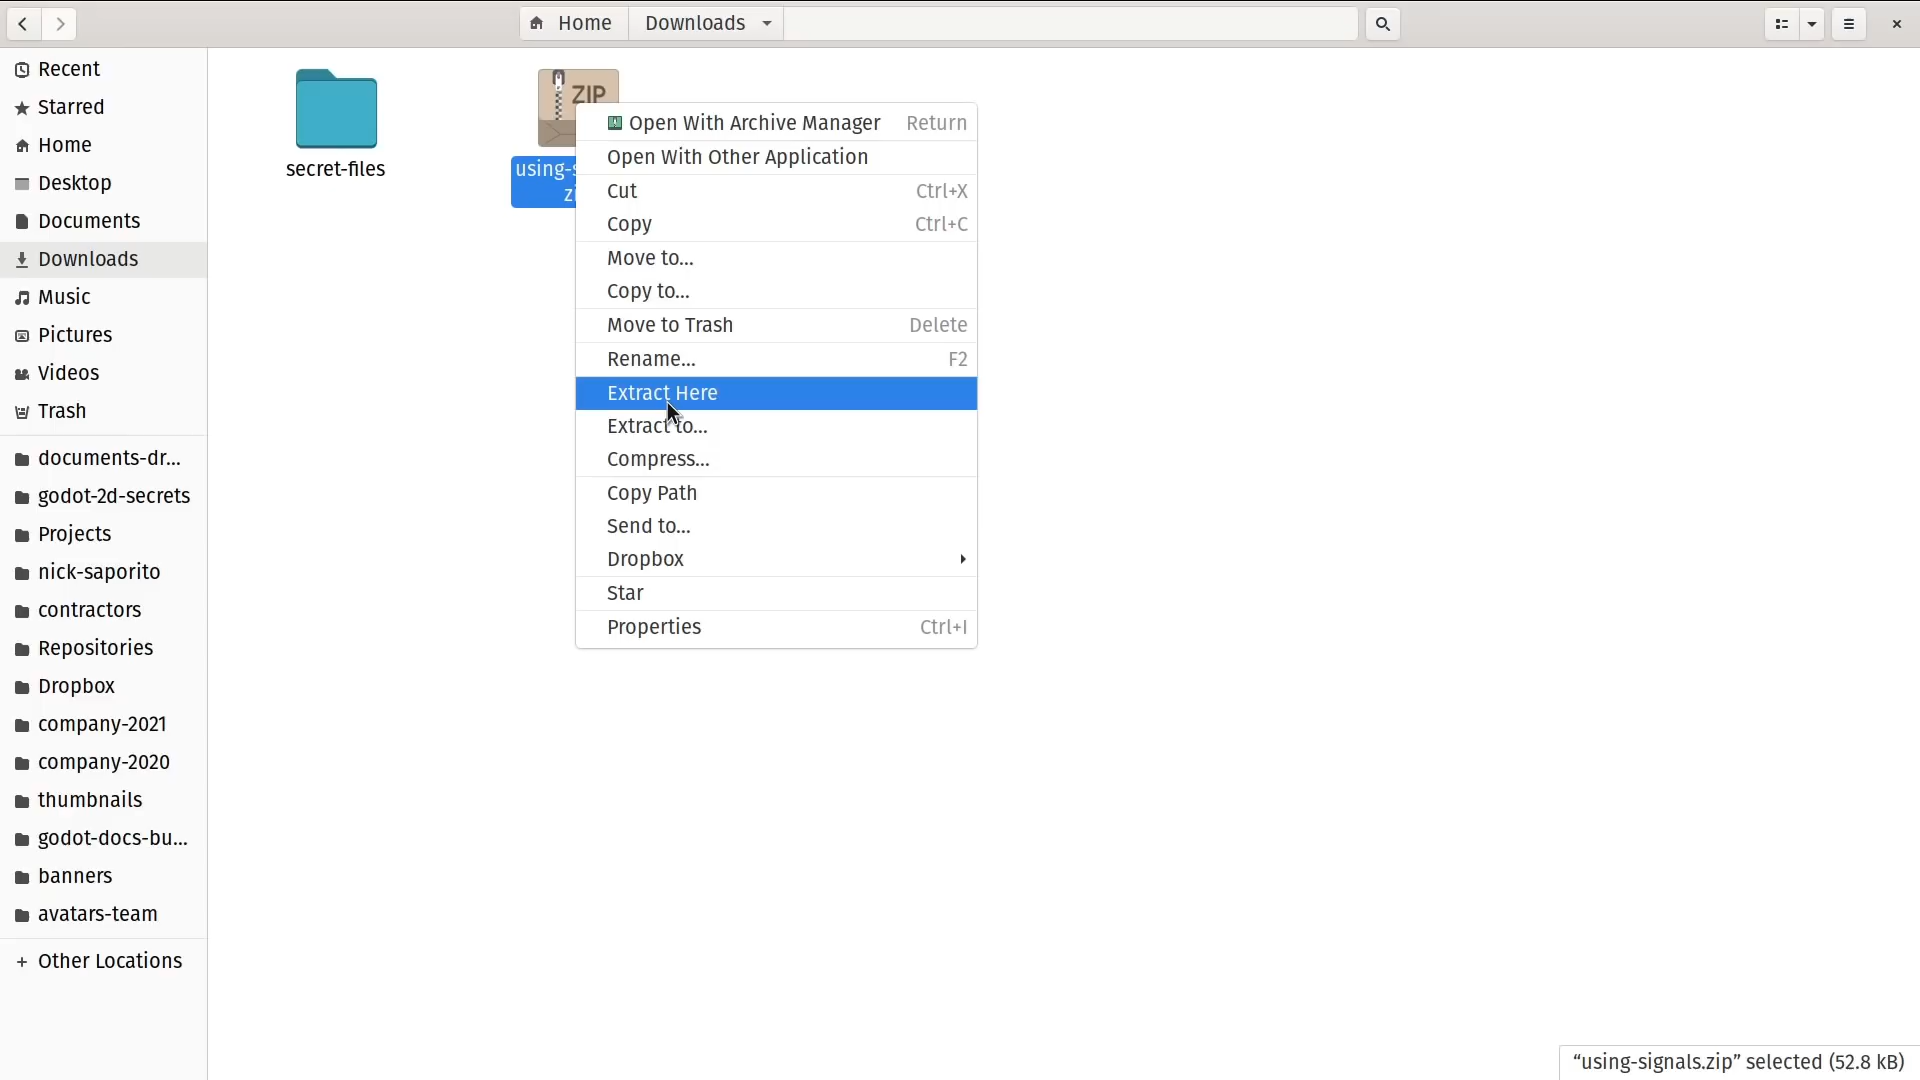 Home
Downloads
Recent
Starred
Home
Desktop
Documents
Downloads
Music
Pictures
Videos
Trash
documents-dr...
godot-2d-secrets
Projects
nick-saporito
contractors
Repositories
Dropbox
company-2021
company-2020
thumbnails
godot-docs-bu...
banners
avatars-team
+ Other Locations
secret-files
ZIP
using-s
zi
Open With Archive Manager Return
Open With Other Application
Cut Ctrl+X
Copy Ctrl+C
Move to...
Copy to...
Move to Trash Delete
Rename... F2
Extract Here
Extract to...
Compress...
Copy Path
Send to...
Dropbox
Star
Properties Ctrl+I
“using-signals.zip” selected (52.8 kB)